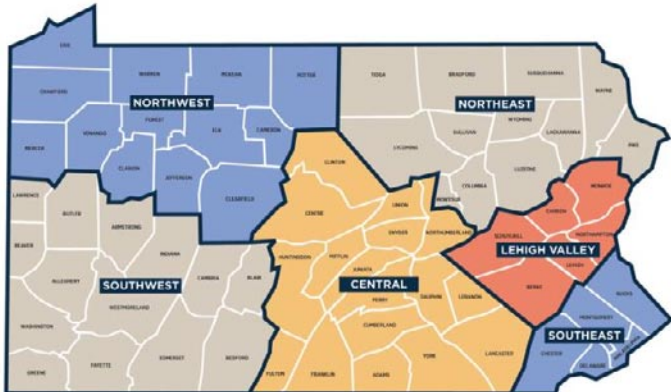 ERIE
CRAWFORD
WARREN
MCKEAN
POTTER
NORTHWEST
FOREST
MERCER
VENANGO
ELK
CAMERON
CLARION
JEFFERSON
CLEARFIELD
TIOGA
BRADFORD
SUSQUEHANNA
WAYNE
NORTHEAST
WYOMING
SULLIVAN
LACKAWANNA
LYCOMING
PIKE
LUZERNE
COLUMBIA
MONTOUR
LAWRENCE
BUTLER
ARMSTRONG
BEAVER
INDIANA
ALLEGHENY
CAMBRIA
BLAIR
SOUTHWEST
WESTMORELAND
WASHINGTON
GREENE
FAYETTE
SOMERSET
BEDFORD
CLINTON
CENTRE
UNION
SNYDER
NORTHUMBERLAND
HUNTINGDON
MIFFLIN
JUNIATA
CENTRAL
PERRY
DAUPHIN
LEBANON
CUMBERLAND
FULTON
FRANKLIN
ADAMS
YORK
LANCASTER
MONROE
CARBON
SCHUYLKILL
NORTHAMPTON
LEHIGH VALLEY
LEHIGH
BERKS
BUCKS
MONTGOMERY
SOUTHEAST
CHESTER
DELAWARE
PHILADELPHIA